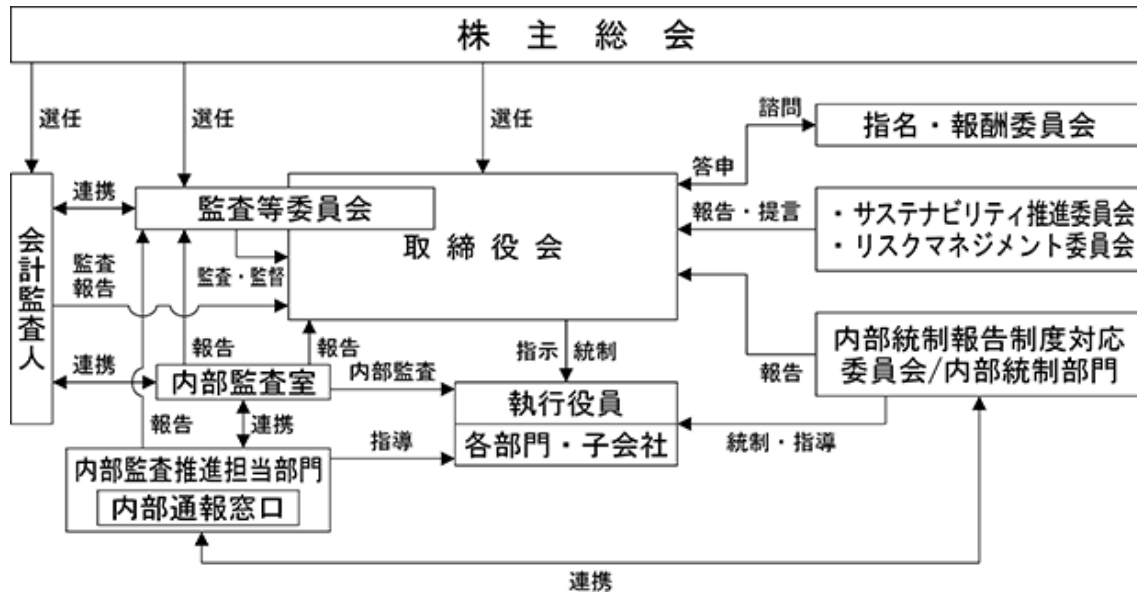 株主総会
選任
選任
選任
諮問
指名・報酬委員会
答申
連携
監査等委員会
取締役会
報告・提言
・サステナビリティ推進委員会
・リスクマネジメント委員会
会計監査人
監査
報告
監査・監督
報告
報告
指示
統制
内部統制報告制度対応
委員会/内部統制部門
報告
連携
内部監査室
内部監査
執行役員
各部門・子会社
統制・指導
報告
連携
指導
内部監査推進担当部門
内部通報窓口
連携